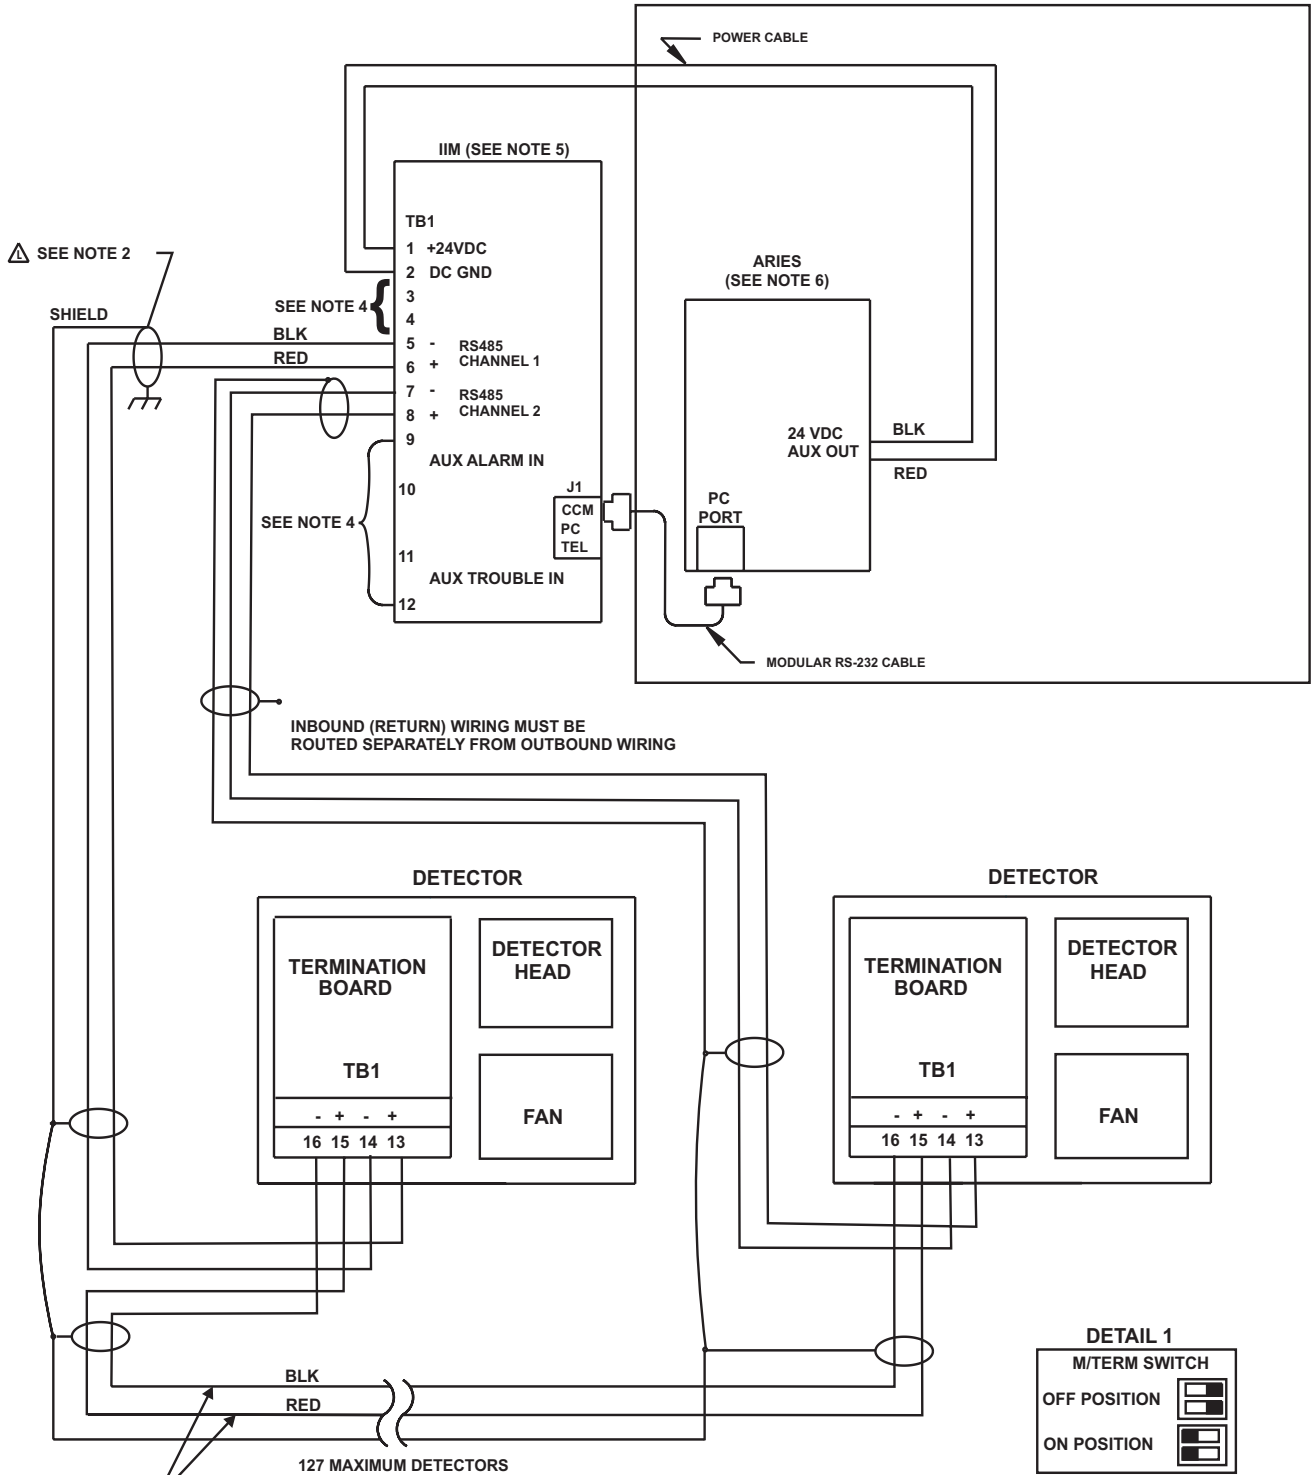 POWER CABLE
IIM (SEE NOTE 5)
TB1
1 +24VDC
2 DC GND
3
4
SEE NOTE 4
5 - RS485
6 + CHANNEL 1
7 - RS485
8 + CHANNEL 2
9
AUX ALARM IN
10
SEE NOTE 4
11
AUX TROUBLE IN
12
J1
CCM
PC
TEL
SEE NOTE 2
SHIELD
BLK
RED
ARIES
(SEE NOTE 6)
24 VDC
AUX OUT
BLK
RED
PC
PORT
MODULAR RS-232 CABLE
INBOUND (RETURN) WIRING MUST BE
ROUTED SEPARATELY FROM OUTBOUND WIRING
DETECTOR
TERMINATION
BOARD
TB1
- + - +
16 15 14 13
DETECTOR
HEAD
FAN
DETECTOR
TERMINATION
BOARD
TB1
- + - +
16 15 14 13
DETECTOR
HEAD
FAN
BLK
RED
127 MAXIMUM DETECTORS
DETAIL 1
M/TERM SWITCH
OFF POSITION
ON POSITION